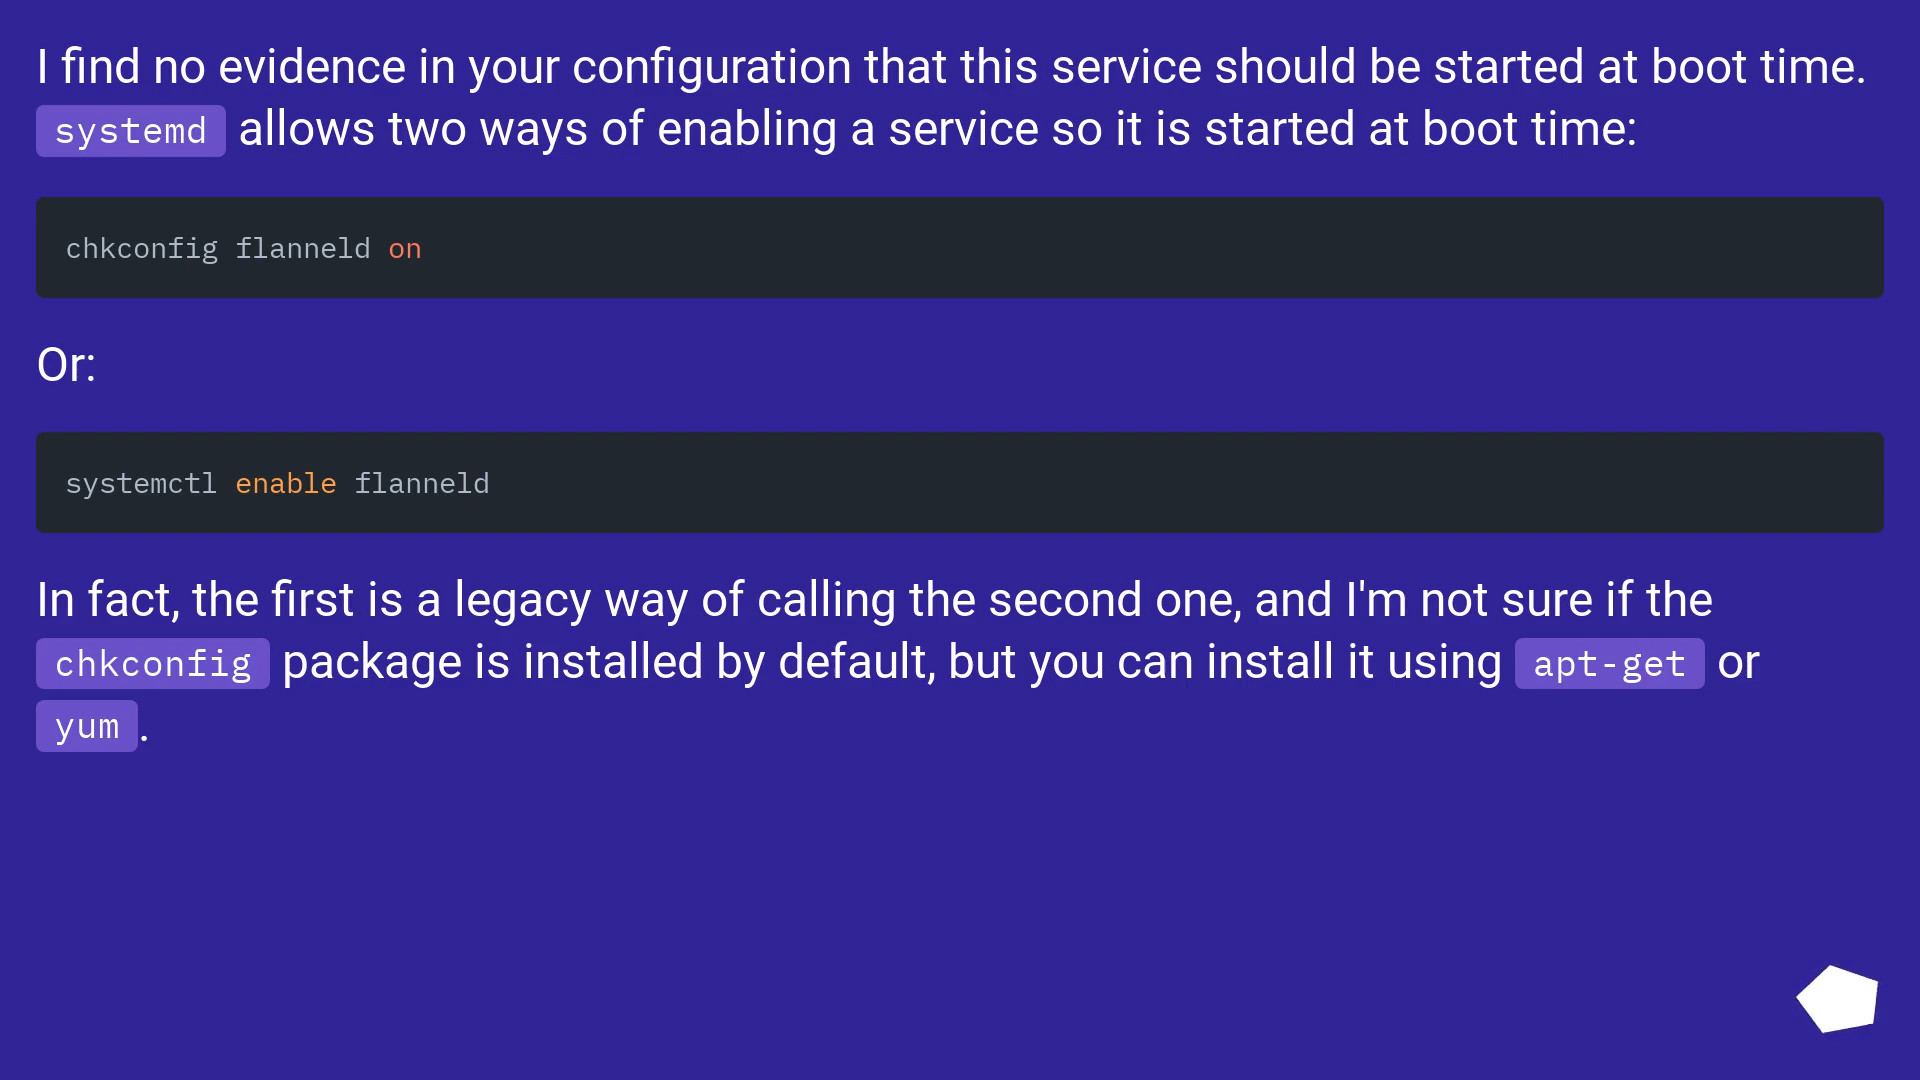 I find no evidence in your configuration that this service should be started at boot time.
systemd allows two ways of enabling a service so it is started at boot time:
chkconfig flanneld on
Or:
systemctl enable flanneld
In fact, the first is a legacy way of calling the second one, and I'm not sure if the
chkconfig package is installed by default, but you can install it using apt-get or
yum .